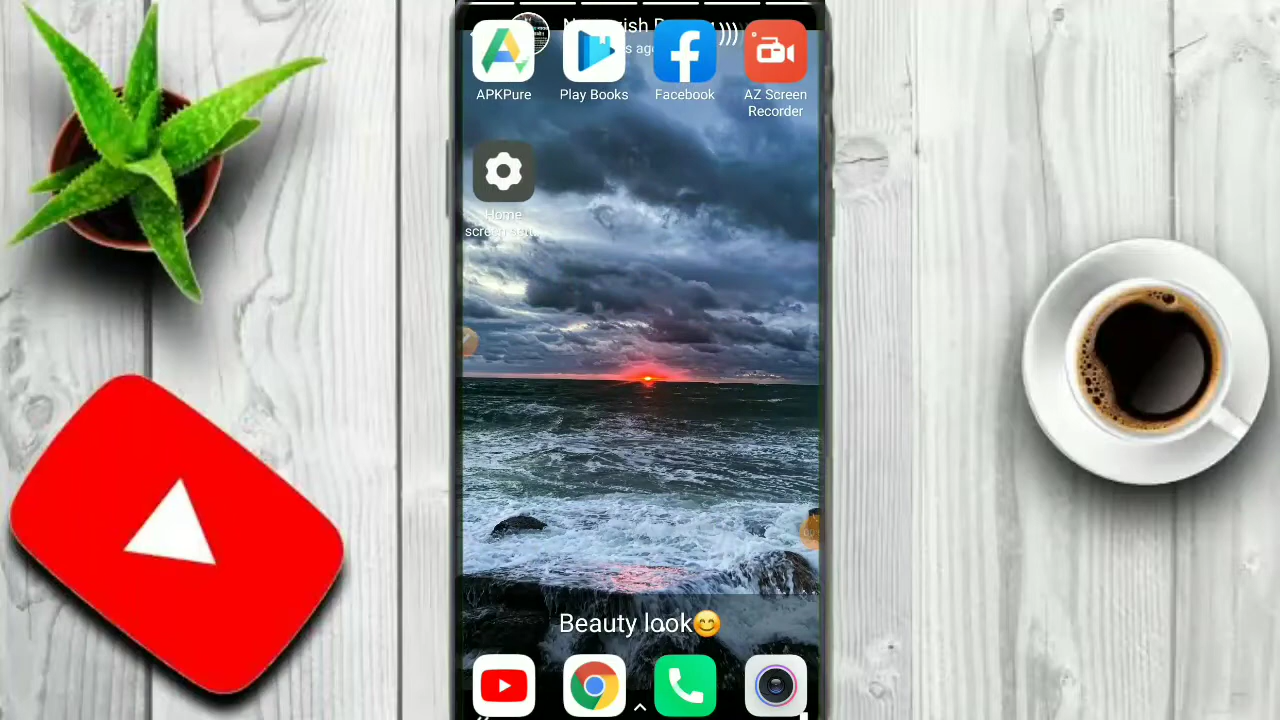 APKPure
Play Books
Facebook
AZ Screen
Recorder
Home
Beauty look😊